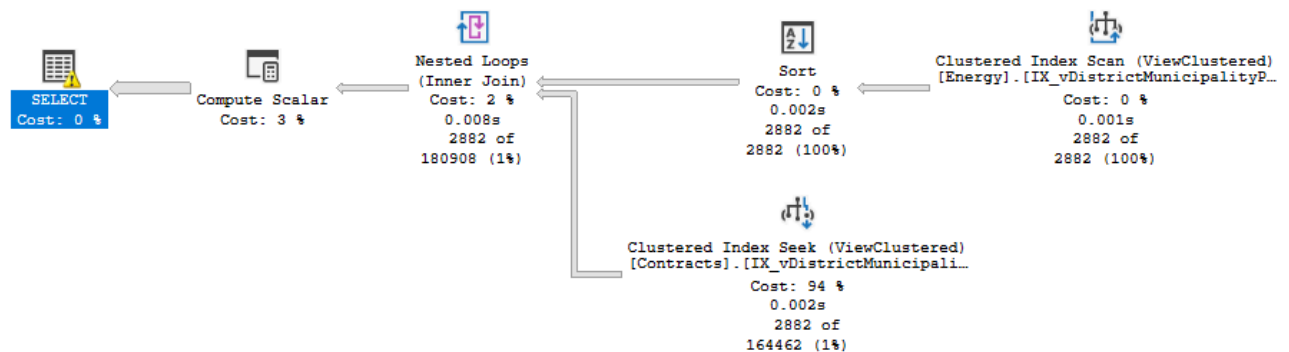 SELECT
Cost: 0 %
Compute Scalar
Cost: 3 %
Nested Loops
(Inner Join)
Cost: 2 %
0.008s
2882 of
180908 (1%)
Sort
Cost: 0 %
0.002s
2882 of
2882 (100%)
Clustered Index Scan (ViewClustered)
[Energy].[IX_vDistrictMunicipalityP…
Cost: 0 %
0.001s
2882 of
2882 (100%)
Clustered Index Seek (ViewClustered)
[Contracts].[IX_vDistrictMunicipali…
Cost: 94 %
0.002s
2882 of
164462 (1%)